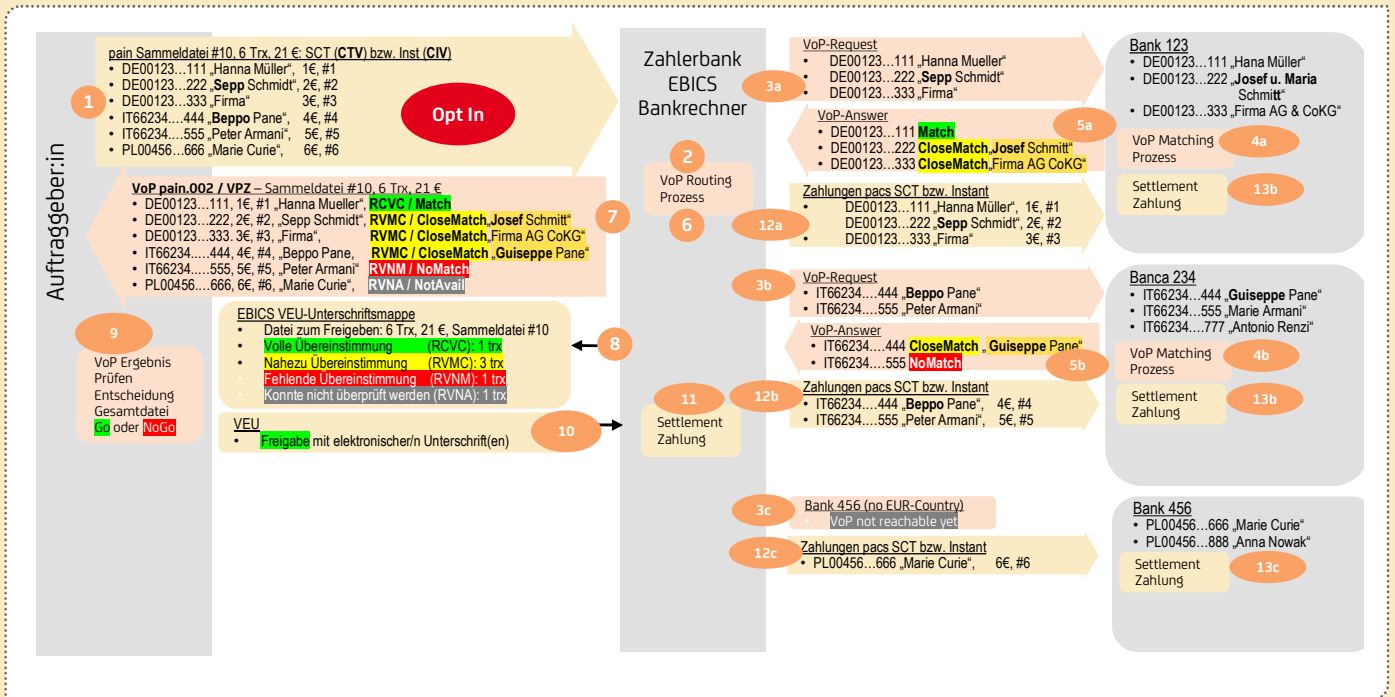 Auftraggeber:in
1
pain Sammeldatei #10, 6 Trx, 21 €: SCT (CTV) bzw. Inst (CIV)
• DE00123…111 „Hanna Müller“, 1€, #1
• DE00123…222 „Sepp Schmidt“, 2€, #2
• DE00123…333 „Firma“ 3€, #3
• IT66234….444 „Beppo Pane“, 4€, #4
• IT66234….555 „Peter Armani“, 5€, #5
• PL00456…666 „Marie Curie“, 6€, #6
Opt In
VoP pain.002 / VPZ – Sammeldatei #10, 6 Trx, 21 €
• DE00123...111, 1€, #1 „Hanna Mueller“, RCVC / Match
• DE00123...222, 2€, #2, „Sepp Schmidt“, RVMC / CloseMatch„Josef Schmitt“
• DE00123...333. 3€, #3, „Firma“, RVMC / CloseMatch„Firma AG CoKG“
• IT66234.....444, 4€, #4, „Beppo Pane, RVMC / CloseMatch „Guiseppe Pane“
• IT66234.....555, 5€, #5, „Peter Armani“ RVNM / NoMatch
• PL00456...666, 6€, #6, „Marie Curie“, RVNA / NotAvail
7
EBICS VEU-Unterschriftsmappe
• Datei zum Freigeben: 6 Trx, 21 €, Sammeldatei #10
• Volle Übereinstimmung (RCVC): 1 trx
• Nahezu Übereinstimmung (RVMC): 3 trx
• Fehlende Übereinstimmung (RVNM): 1 trx
• Konnte nicht überprüft werden (RVNA): 1 trx
8
9
VoP Ergebnis
Prüfen
Entscheidung
Gesamtdatei
Go oder NoGo
VEU
• Freigabe mit elektronischer/n Unterschrift(en)
10
Zahlerbank
EBICS
Bankrechner
2
VoP Routing
Prozess
6
11
Settlement
Zahlung
3a
VoP-Request
• DE00123…111 „Hanna Mueller“
• DE00123…222 „Sepp Schmidt“
• DE00123…333 „Firma“
VoP-Answer
• DE00123…111 Match
• DE00123…222 CloseMatch„Josef Schmitt“
• DE00123…333 CloseMatch„Firma AG CoKG“
5a
12a
Zahlungen pacs SCT bzw. Instant
• DE00123…111 „Hanna Müller“, 1€, #1
• DE00123…222 „Sepp Schmidt“, 2€, #2
• DE00123…333 „Firma“ 3€, #3
Bank 123
• DE00123…111 „Hana Müller“
• DE00123…222 „Josef u. Maria
Schmitt“
• DE00123…333 „Firma AG & CoKG“
VoP Matching
Prozess
4a
Settlement
Zahlung
13b
3b
VoP-Request
• IT66234….444 „Beppo Pane“
• IT66234….555 „Peter Armani“
VoP-Answer
• IT66234….444 CloseMatch „Guiseppe Pane“
• IT66234….555 NoMatch
5b
12b
Zahlungen pacs SCT bzw. Instant
• IT66234….444 „Beppo Pane“, 4€, #4
• IT66234….555 „Peter Armani“, 5€, #5
Banca 234
• IT66234….444 „Guiseppe Pane“
• IT66234….555 „Marie Armani“
• IT66234….777 „Antonio Renzi“
VoP Matching
Prozess
4b
Settlement
Zahlung
13b
3c
Bank 456 (no EUR-Country)
• VoP not reachable yet
12c
Zahlungen pacs SCT bzw. Instant
• PL00456…666 „Marie Curie“, 6€, #6
Bank 456
• PL00456…666 „Marie Curie“
• PL00456…888 „Anna Nowak“
Settlement
Zahlung
13c